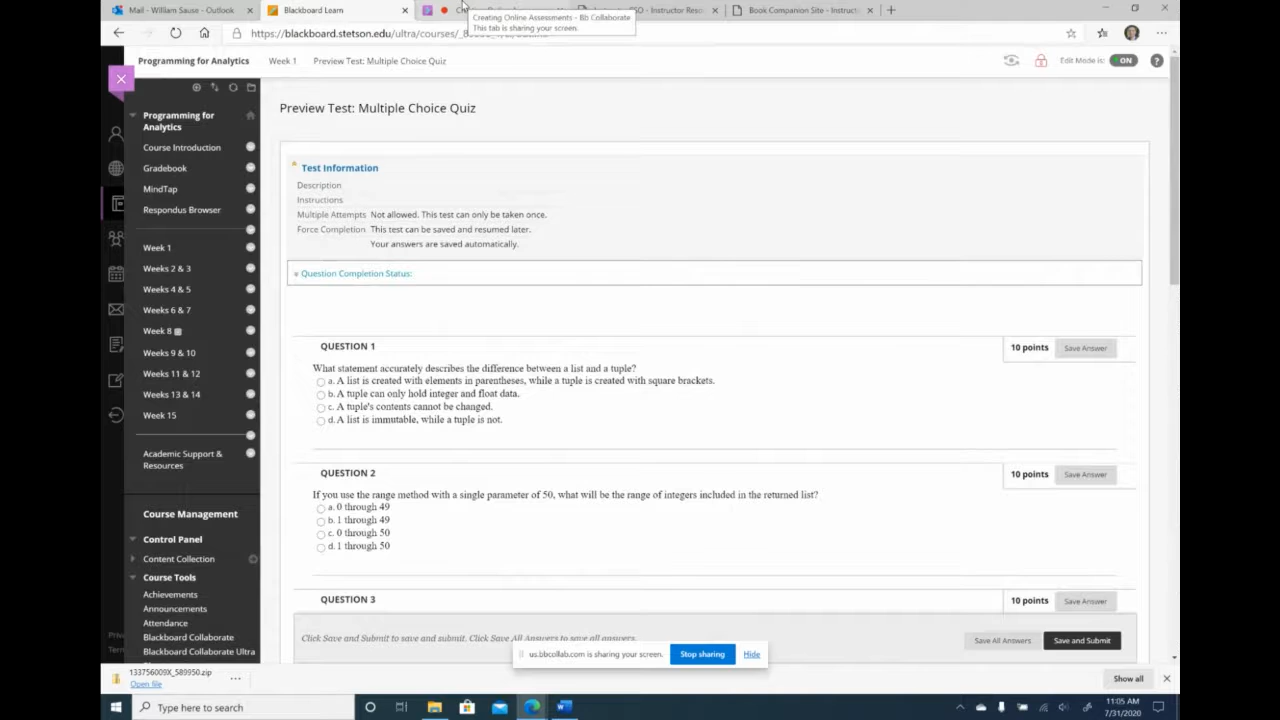 Mail - William Sause - Outlook
Blackboard Learn
Creating Online Assessments - Bb Collaborate
This tab is sharing your screen.
SO - Instructor Resou
Book Companion Site - Instructo
https://blackboard.stetson.edu/ultra/courses/
Programming for Analytics
Week 1
Preview Test: Multiple Choice Quiz
Edit Mode is:
ON
?
Programming for
Analytics
Course Introduction
Gradebook
MindTap
Respondus Browser
Week 1
Weeks 2 & 3
Weeks 4 & 5
Weeks 6 & 7
Week 8
Weeks 9 & 10
Weeks 11 & 12
Weeks 13 & 14
Week 15
Academic Support &
Resources
Course Management
Control Panel
Content Collection
Course Tools
Achievements
Announcements
Attendance
Blackboard Collaborate
Blackboard Collaborate Ultra
Preview Test: Multiple Choice Quiz
Test Information
Description
Instructions
Multiple Attempts Not allowed. This test can only be taken once.
Force Completion This test can be saved and resumed later.
Your answers are saved automatically.
Question Completion Status:
QUESTION 1
10 points
Save Answer
What statement accurately describes the difference between a list and a tuple?
a. A list is created with elements in parentheses, while a tuple is created with square brackets.
b. A tuple can only hold integer and float data.
c. A tuple's contents cannot be changed.
d. A list is immutable, while a tuple is not.
QUESTION 2
10 points
Save Answer
If you use the range method with a single parameter of 50, what will be the range of integers included in the returned list?
a. 0 through 49
b. 1 through 49
c. 0 through 50
d. 1 through 50
QUESTION 3
10 points
Save Answer
Click Save and Submit to save and submit. Click Save All Answers to save all answers.
Save All Answers
Save and Submit
us.bbcollab.com is sharing your screen.
Stop sharing
Hide
133756009X_589950.zip
Open file
Show all
Type here to search
11:05 AM
7/31/2020